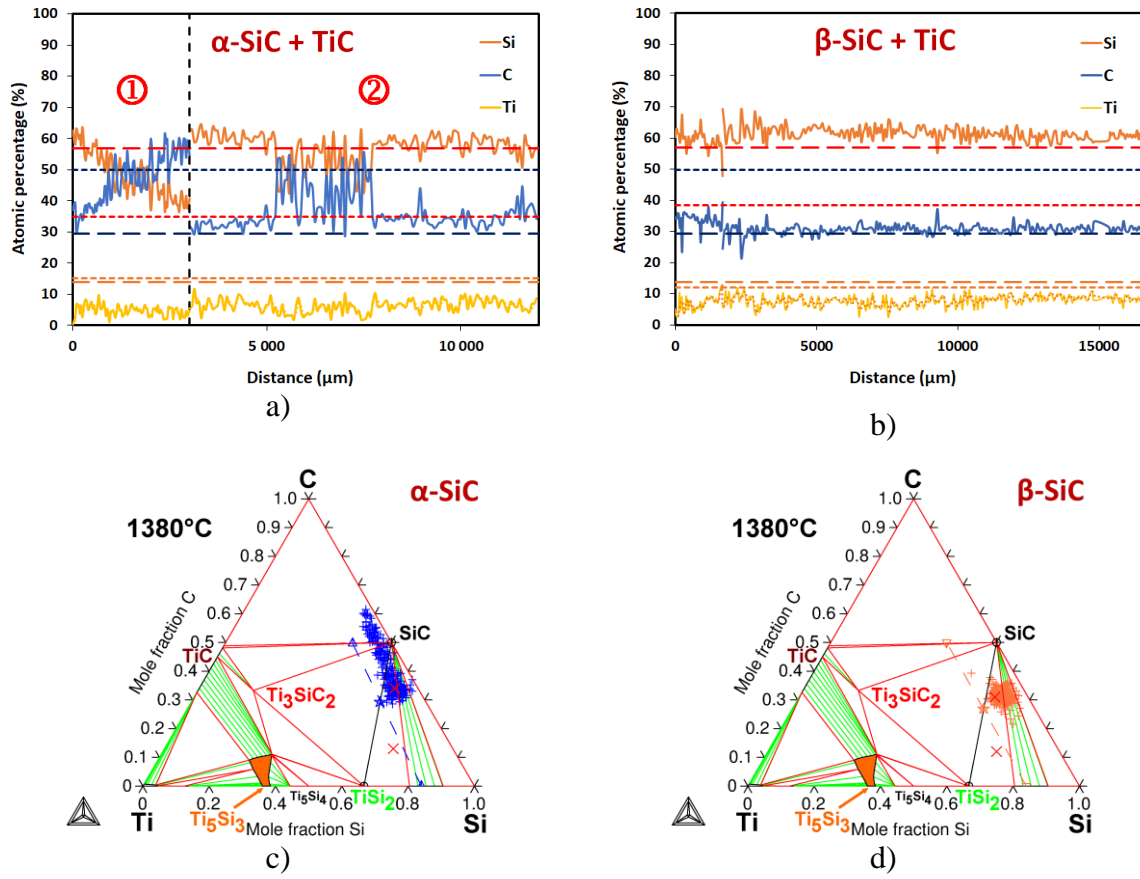 100
90
80
70
60
50
40
30
20
10
0
Atomic percentage (%)
α-SiC + TiC
Si
C
Ti
①
②
0
5 000
10 000
Distance (μm)
a)
100
90
80
70
60
50
40
30
20
10
0
Atomic percentage (%)
β-SiC + TiC
Si
C
Ti
0
5000
10000
15000
Distance (μm)
b)
C
α-SiC
1380°C
1.0
0.9
0.8
0.7
0.6
0.5
0.4
0.3
0.2
0.1
0
Mole fraction C
SiC
TiC
Ti₃SiC₂
0
0.2
0.4
0.6
0.8
1.0
Ti₅Si₄
TiSi₂
Ti
Ti₅Si₃
Mole fraction Si
Si
c)
C
β-SiC
1380°C
1.0
0.9
0.8
0.7
0.6
0.5
0.4
0.3
0.2
0.1
0
Mole fraction C
SiC
TiC
Ti₃SiC₂
0
0.2
0.4
0.6
0.8
1.0
Ti₅Si₄
TiSi₂
Ti
Ti₅Si₃
Mole fraction Si
Si
d)